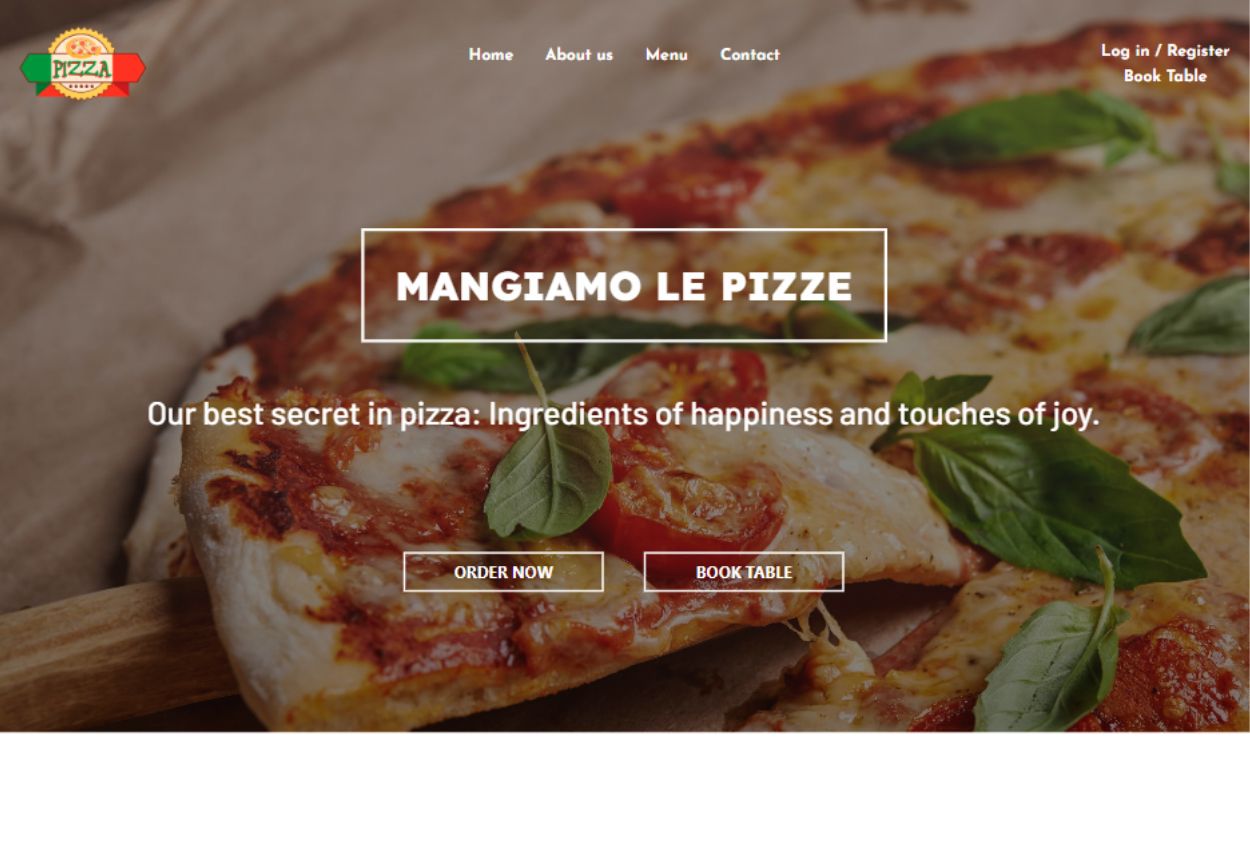 PIZZA
Home About us Menu Contact
Log in / Register
Book Table
MANGIAMO LE PIZZE
Our best secret in pizza: Ingredients of happiness and touches of joy.
ORDER NOW BOOK TABLE